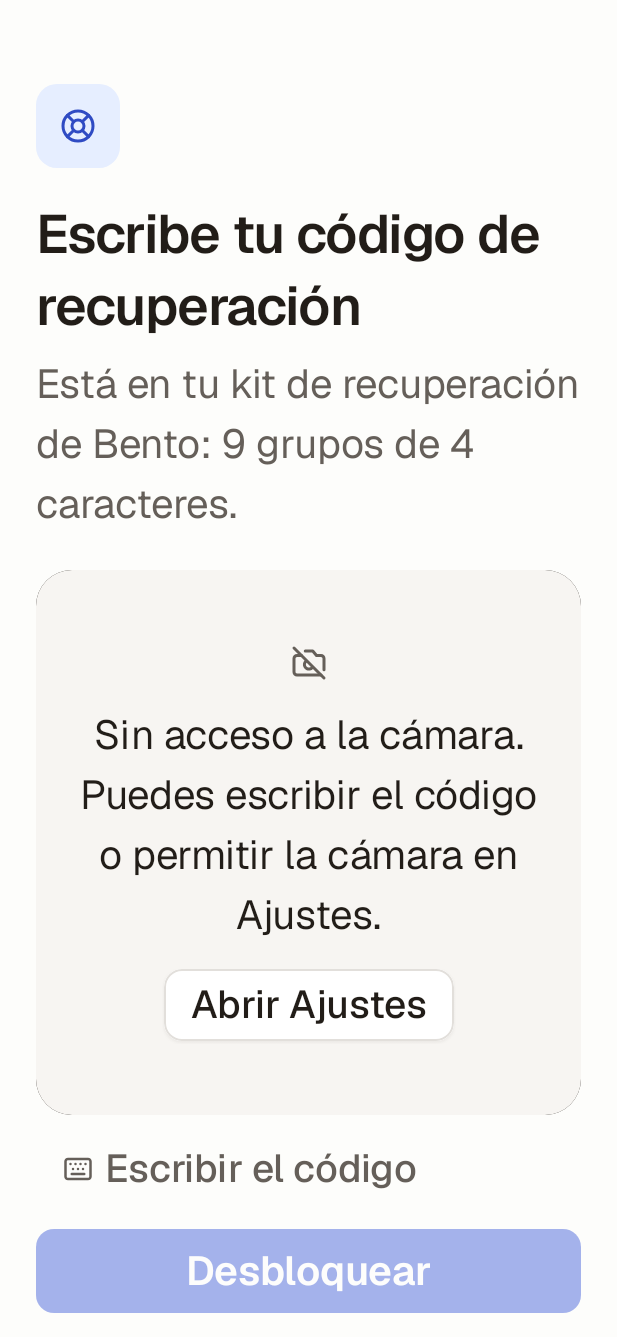 Escribe tu código de
recuperación
Está en tu kit de recuperación
de Bento: 9 grupos de 4
caracteres.
Sin acceso a la cámara.
Puedes escribir el código
o permitir la cámara en
Ajustes.
Abrir Ajustes
Escribir el código
Desbloquear